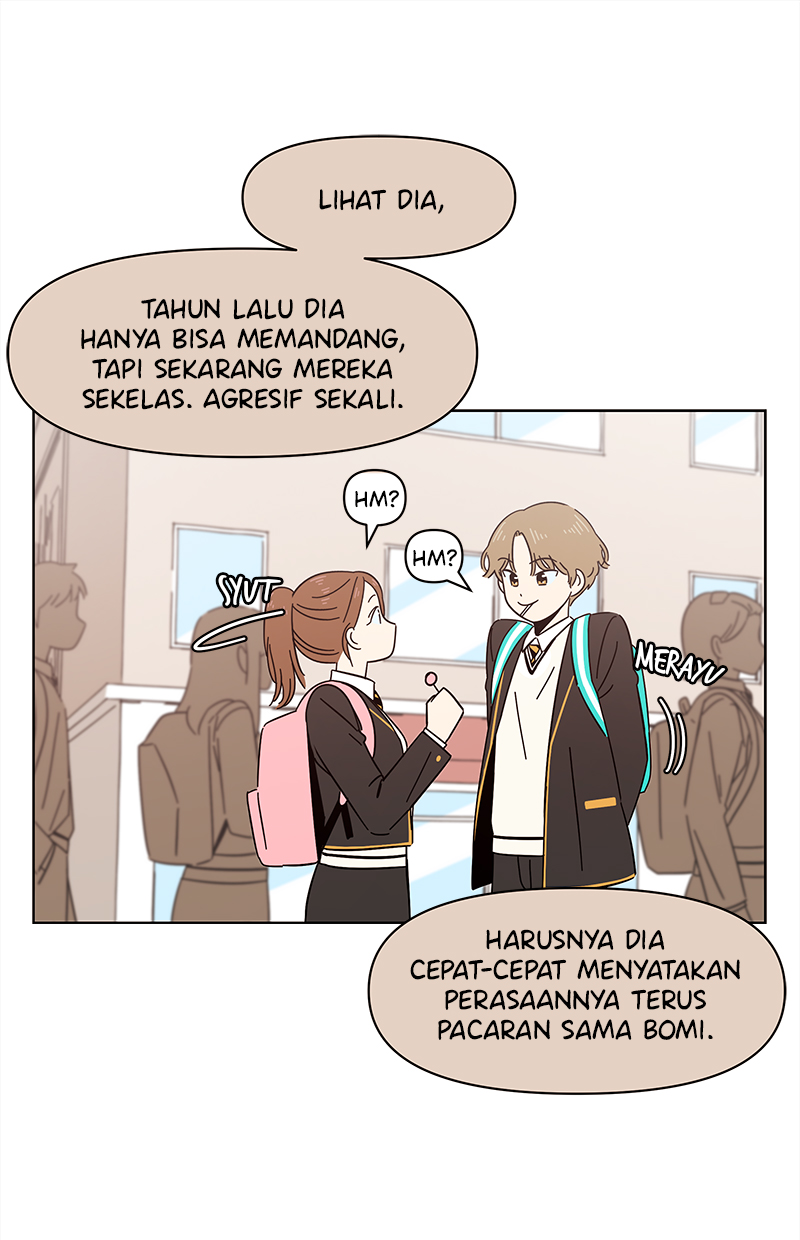 LIHAT DIA,
TAHUN LALU DIA
HANYA BISA MEMANDANG,
TAPI SEKARANG MEREKA
SEKELAS. AGRESIF SEKALI.
HM?
HM?
SYUT
MERAYU
HARUSNYA DIA
CEPAT-CEPAT MENYATAKAN
PERASAANNYA TERUS
PACARAN SAMA BOMI.